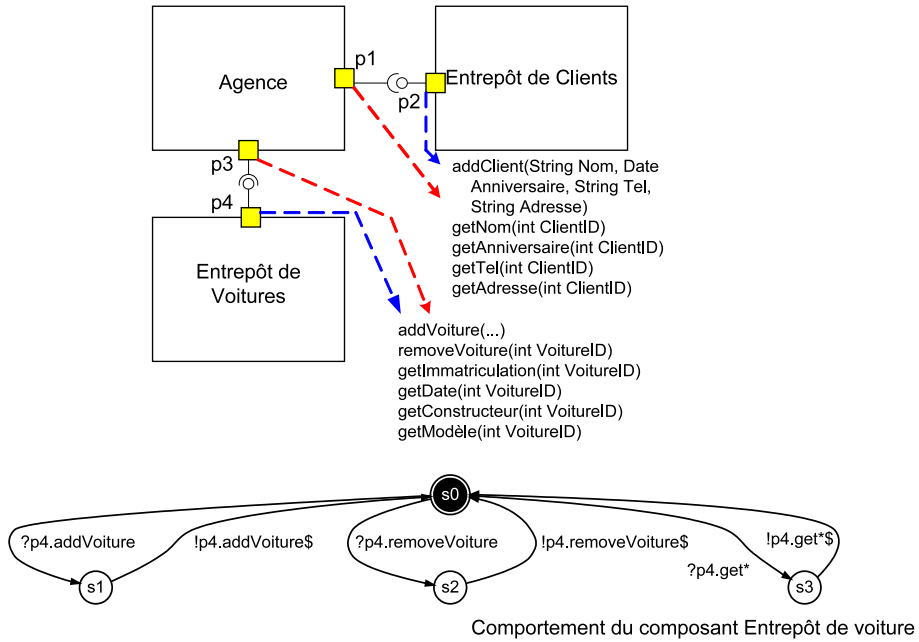 Agence
p1
Entrepôt de Clients
p2
p3
p4
addClient(String Nom, Date
Anniversaire, String Tel,
String Adresse)
getNom(int ClientID)
getAnniversaire(int ClientID)
getTel(int ClientID)
getAdresse(int ClientID)
Entrepôt de
Voitures
addVoiture(...)
removeVoiture(int VoitureID)
getImmatriculation(int VoitureID)
getDate(int VoitureID)
getConstructeur(int VoitureID)
getModèle(int VoitureID)
s0
?p4.addVoiture
!p4.addVoiture$
?p4.removeVoiture
!p4.removeVoiture$
?p4.get*
!p4.get*$
s1
s2
s3
Comportement du composant Entrepôt de voiture